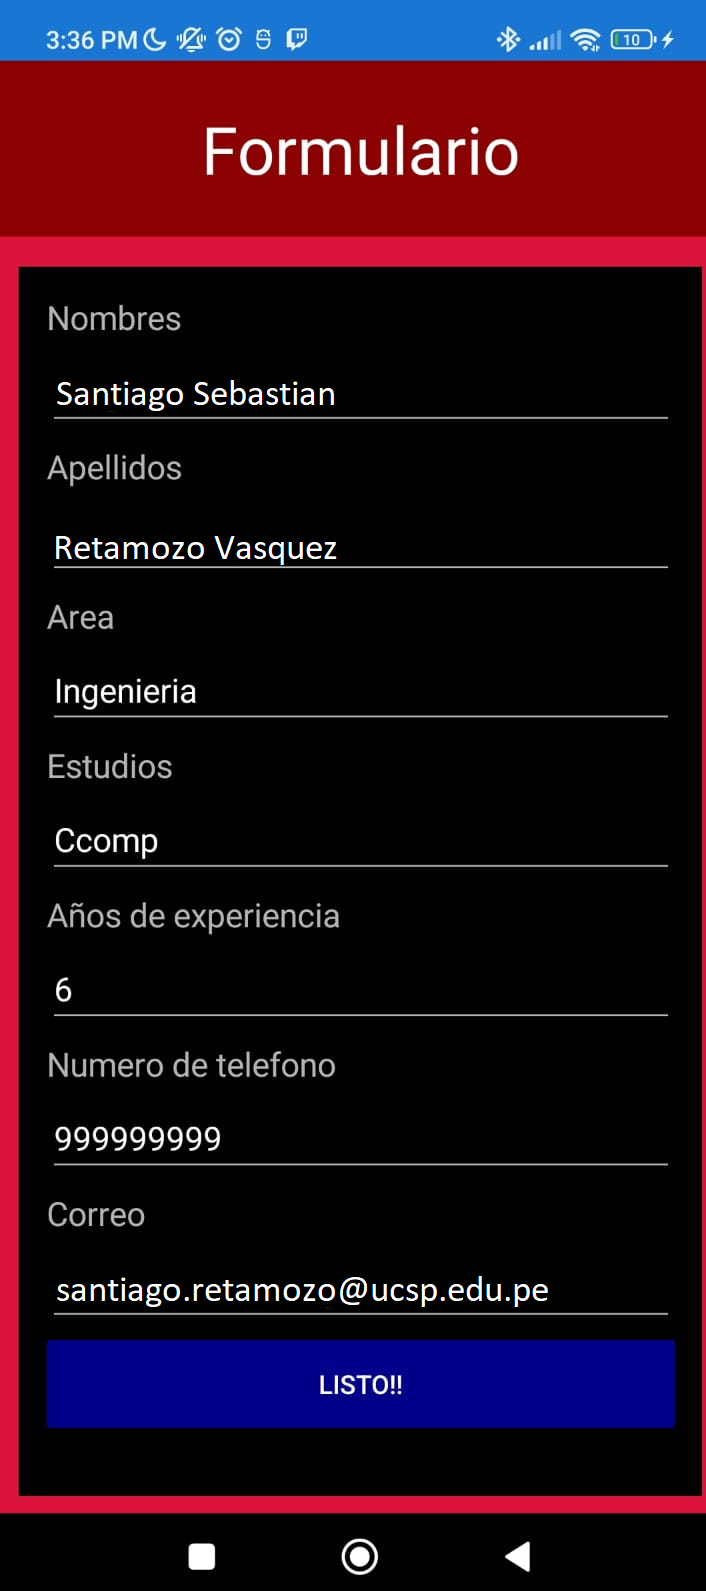 3:36 PM
10
Formulario
Nombres
Santiago Sebastian
Apellidos
Retamozo Vasquez
Area
Ingenieria
Estudios
Ccomp
Años de experiencia
6
Numero de telefono
999999999
Correo
santiago.retamozo@ucsp.edu.pe
LISTO!!